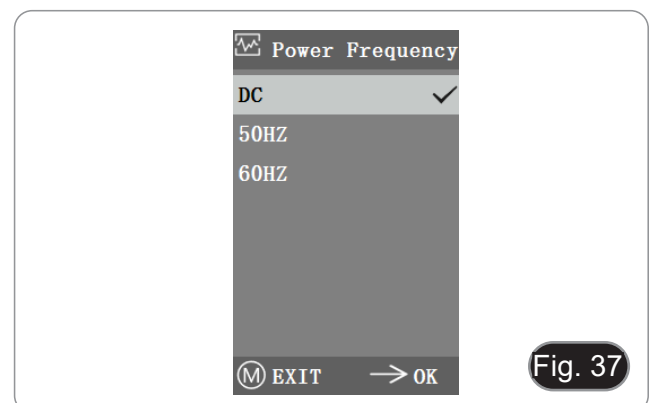 Power Frequency
DC
50HZ
60HZ
M EXIT → OK
Fig. 37